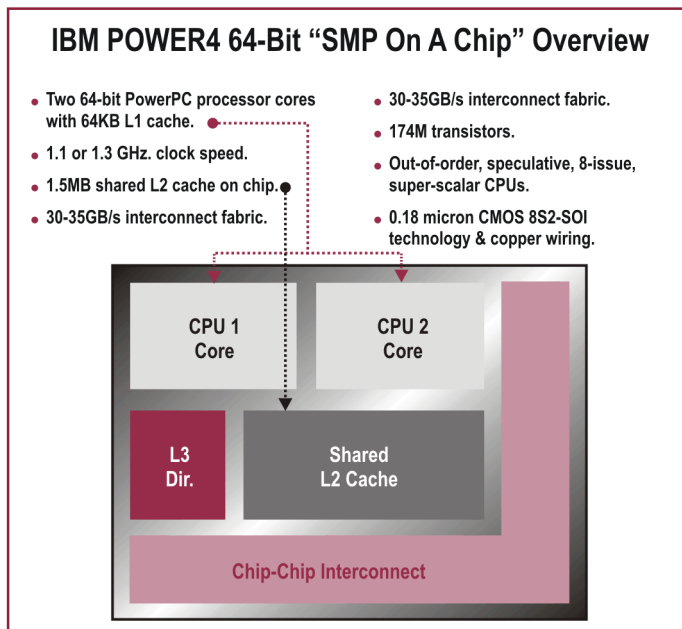 IBM POWER4 64-Bit “SMP On A Chip” Overview
Two 64-bit PowerPC processor cores
with 64KB L1 cache.
1.1 or 1.3 GHz. clock speed.
1.5MB shared L2 cache on chip.
30-35GB/s interconnect fabric.
30-35GB/s interconnect fabric.
174M transistors.
Out-of-order, speculative, 8-issue,
super-scalar CPUs.
0.18 micron CMOS 8S2-SOI
technology & copper wiring.
CPU 1
Core
CPU 2
Core
L3
Dir.
Shared
L2 Cache
Chip-Chip Interconnect